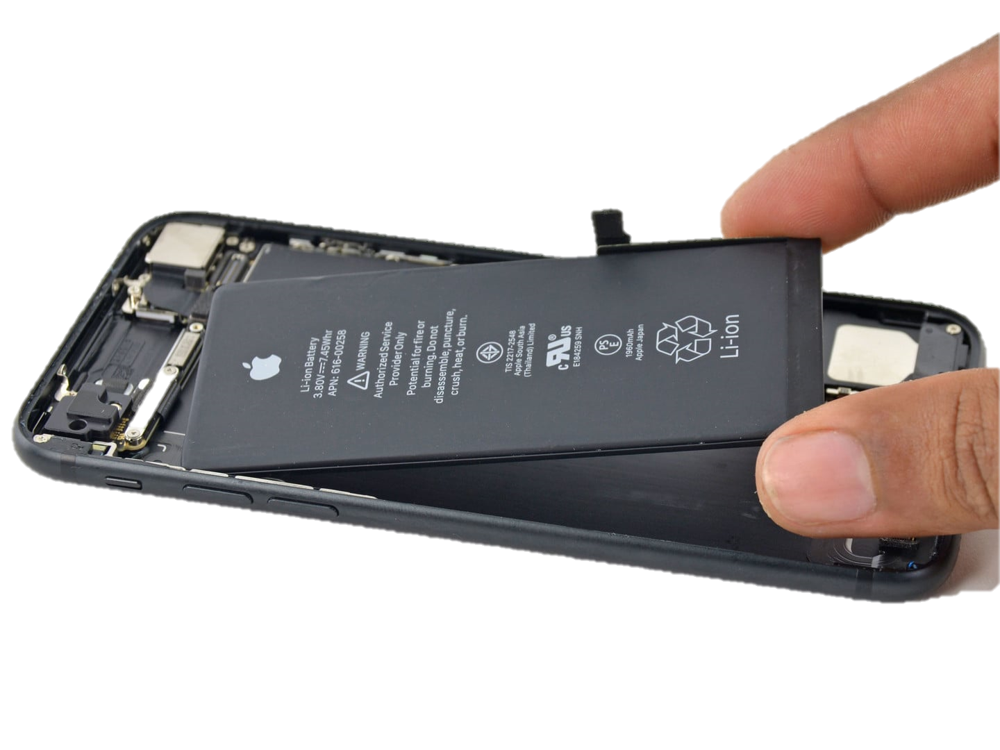 Li-ion Battery
3.80V⎓7.45Whr
APN: 616-00258
WARNING
Authorized Service
Provider Only
Potential for fire or
burning. Do not
disassemble, puncture,
crush, heat, or burn.
TIS 2217-2548
Apple South Asia
(Thailand) Limited
c RU ® US
E184259 SNH
PS
E
1960mAh
Apple Japan
Li-ion